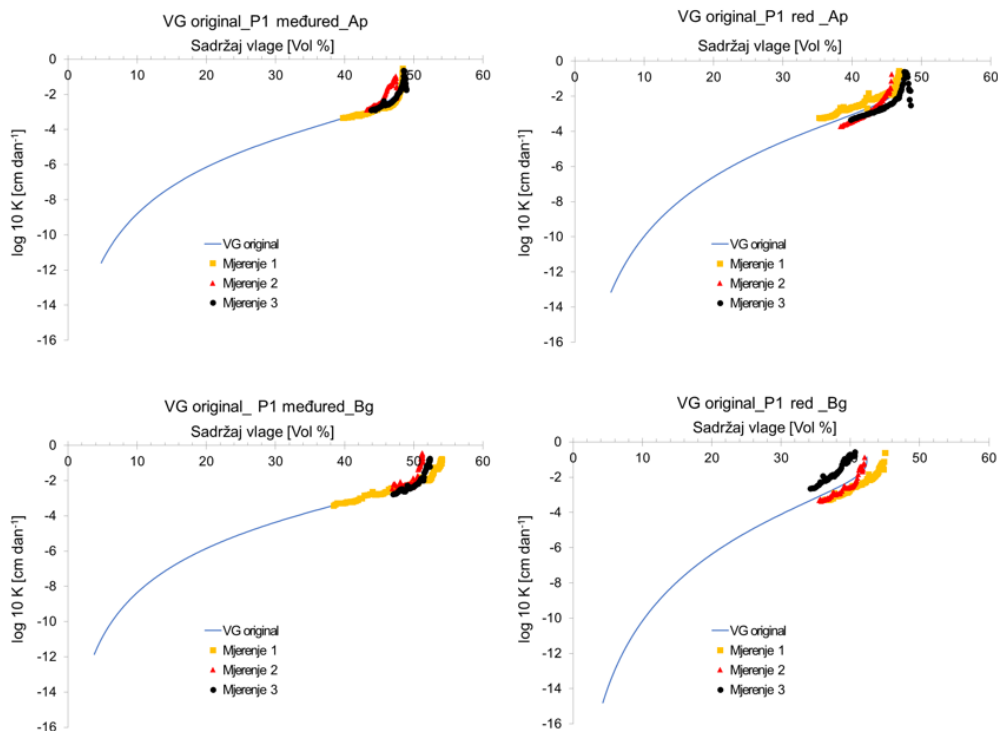 VG original_P1 međured_Ap
Sadržaj vlage [Vol %]
0 10 20 30 40 50 60
0
-2
-4
-6
-8
-10
-12
-14
-16
log 10 K [cm dan⁻¹]
VG original
Mjerenje 1
Mjerenje 2
Mjerenje 3
VG original_P1 red _Ap
Sadržaj vlage [Vol %]
0 10 20 30 40 50 60
0
-2
-4
-6
-8
-10
-12
-14
-16
log 10 K [cm dan⁻¹]
VG original
Mjerenje 1
Mjerenje 2
Mjerenje 3
VG original_ P1 međured_Bg
Sadržaj vlage [Vol %]
0 10 20 30 40 50 60
0
-2
-4
-6
-8
-10
-12
-14
-16
log 10 K [cm dan⁻¹]
VG original
Mjerenje 1
Mjerenje 2
Mjerenje 3
VG original_P1 red _Bg
Sadržaj vlage [Vol %]
0 10 20 30 40 50 60
0
-2
-4
-6
-8
-10
-12
-14
-16
log 10 K [cm dan⁻¹]
VG original
Mjerenje 1
Mjerenje 2
Mjerenje 3